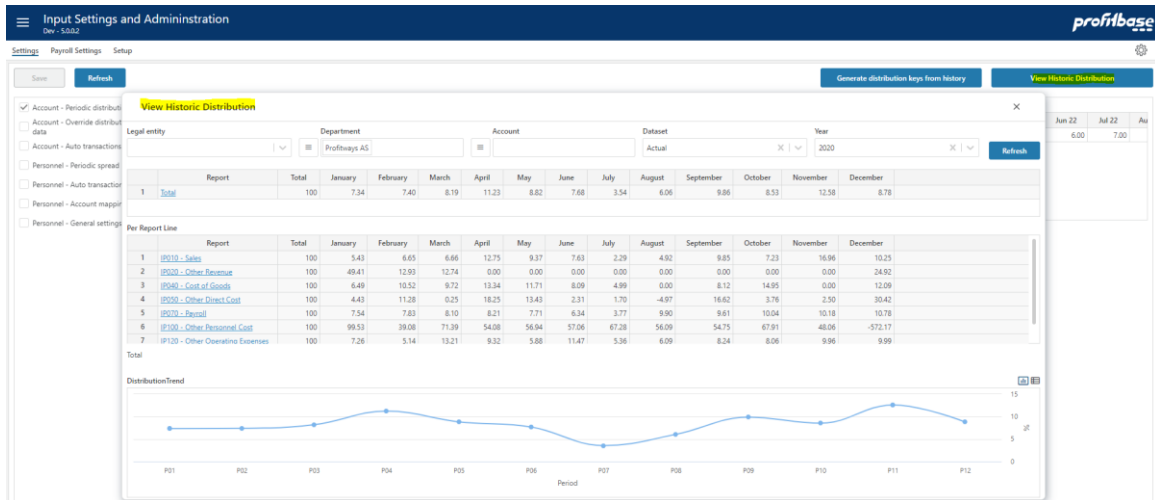 Input Settings and Admininstration
Dev - 5.0.0.2
profitbase
Settings Payroll Settings Setup
Save Refresh Generate distribution keys from history View Historic Distribution
Account - Periodic distributi
Account - Override distribut
data
Account - Auto transactions
Personnel - Periodic spread
Personnel - Auto transaction
Personnel - Account mappin
Personnel - General settings
View Historic Distribution
Jun 22 Jul 22 Au
6.00 7.00
Legal entity Department Account Dataset Year
Profitways AS Actual 2020 Refresh
Report Total January February March April May June July August September October November December
1 Total 100 7.34 7.40 8.19 11.23 8.82 7.68 3.54 6.06 9.86 8.53 12.58 8.78
Per Report Line
Report Total January February March April May June July August September October November December
1 IP010 - Sales 100 5.43 6.65 6.66 12.75 9.37 7.63 2.29 4.92 9.85 7.23 16.96 10.25
2 IP020 - Other Revenue 100 49.41 12.93 12.74 0.00 0.00 0.00 0.00 0.00 0.00 0.00 0.00 24.92
3 IP040 - Cost of Goods 100 6.49 10.52 9.72 13.34 11.71 8.09 4.99 0.00 8.12 14.95 0.00 12.09
4 IP050 - Other Direct Cost 100 4.43 11.28 0.25 18.25 13.43 2.31 1.70 -4.97 16.62 3.76 2.50 30.42
5 IP070 - Payroll 100 7.54 7.83 8.10 8.21 7.71 6.34 3.77 9.90 9.61 10.04 10.18 10.78
6 IP100 - Other Personnel Cost 100 99.53 39.08 71.39 54.08 56.94 57.06 67.28 56.09 54.75 67.91 48.06 -572.17
7 IP120 - Other Operating Expenses 100 7.26 5.14 13.21 9.32 5.88 11.47 5.36 6.09 8.24 8.06 9.96 9.99
Total
DistributionTrend
15
10
%
5
0
P01 P02 P03 P04 P05 P06 P07 P08 P09 P10 P11 P12
Period